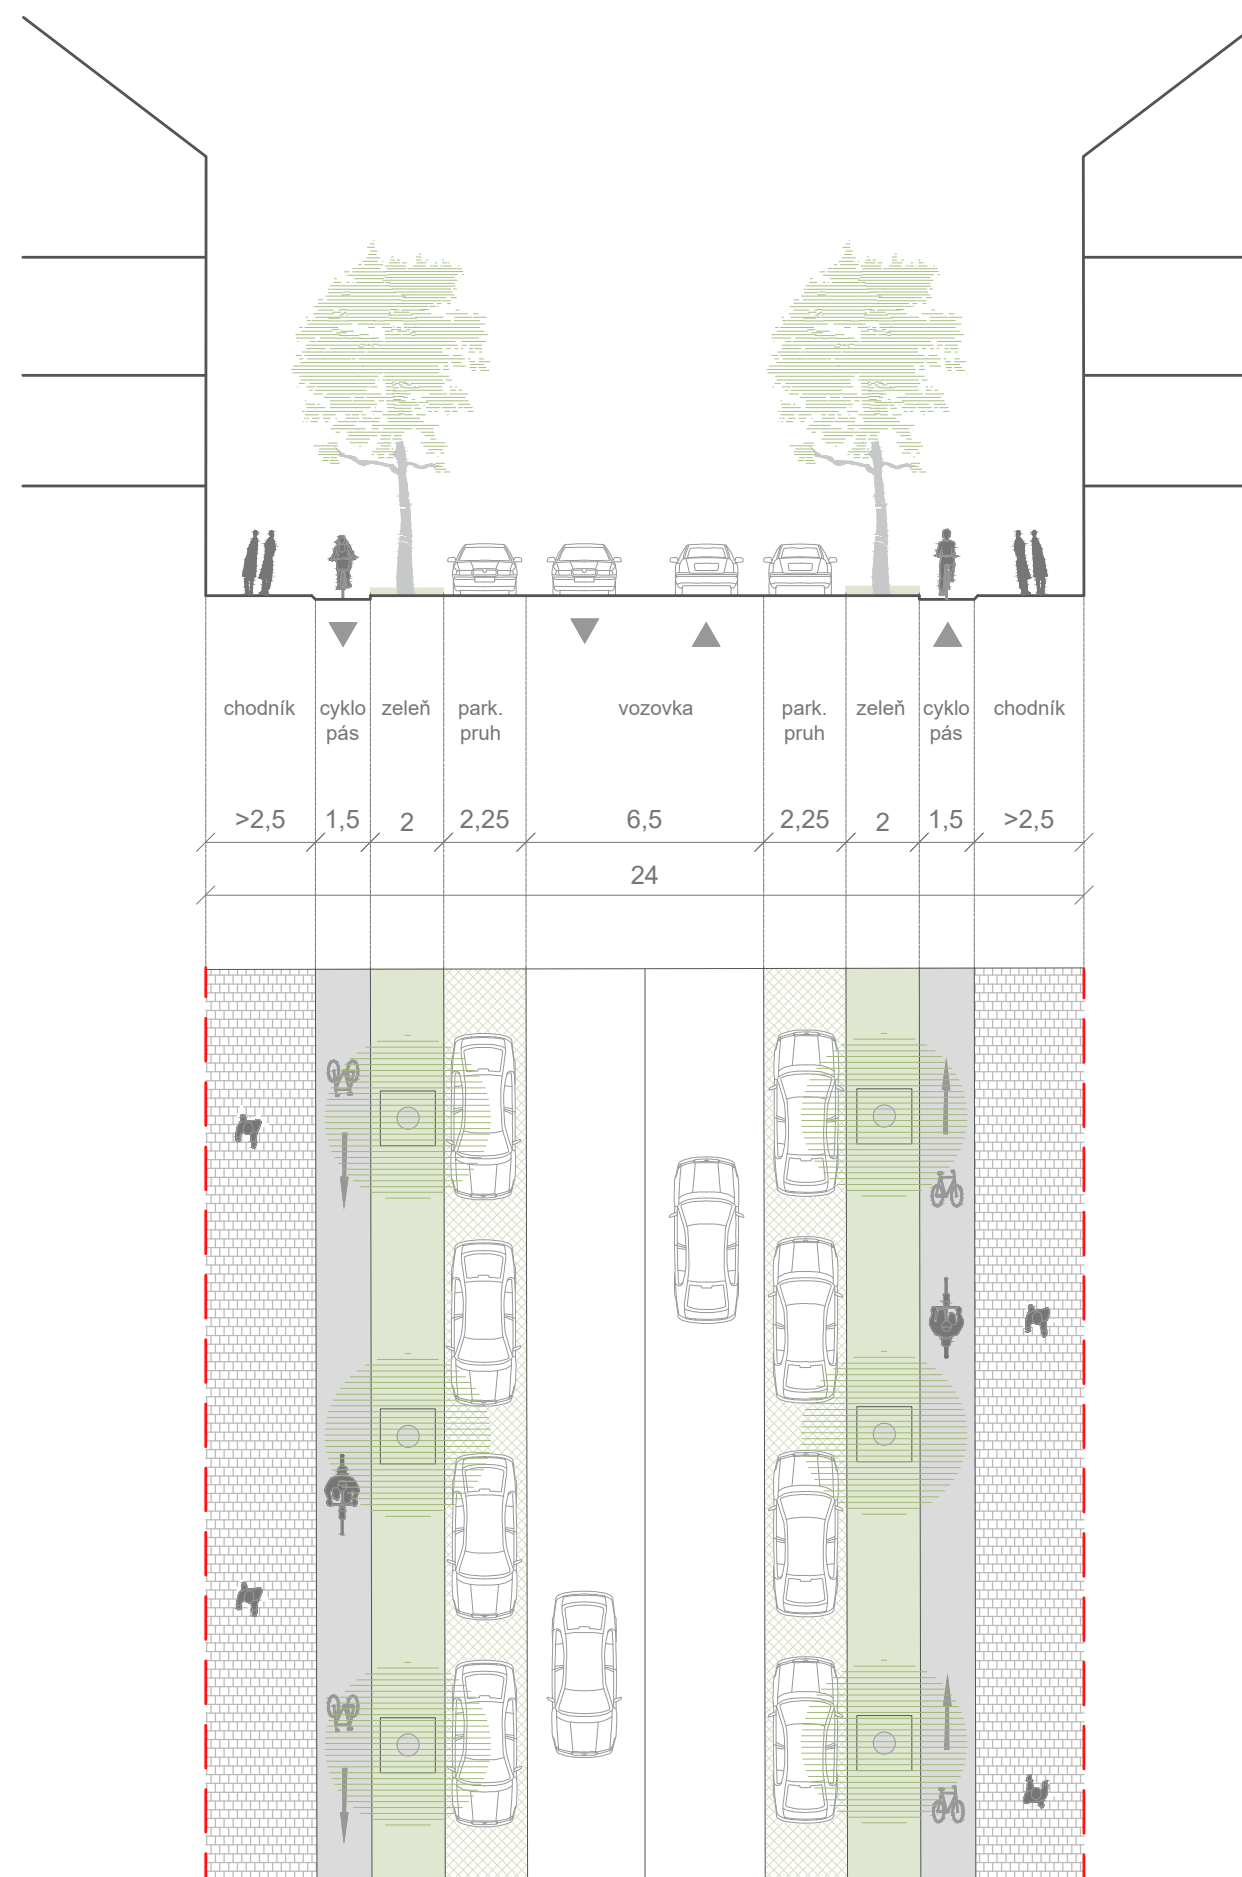 chodník cyklo zeleň park. vozovka park. zeleň cyklo chodník
pás pruh pruh pás
>2,5 1,5 2 2,25 6,5 2,25 2 1,5 >2,5
24